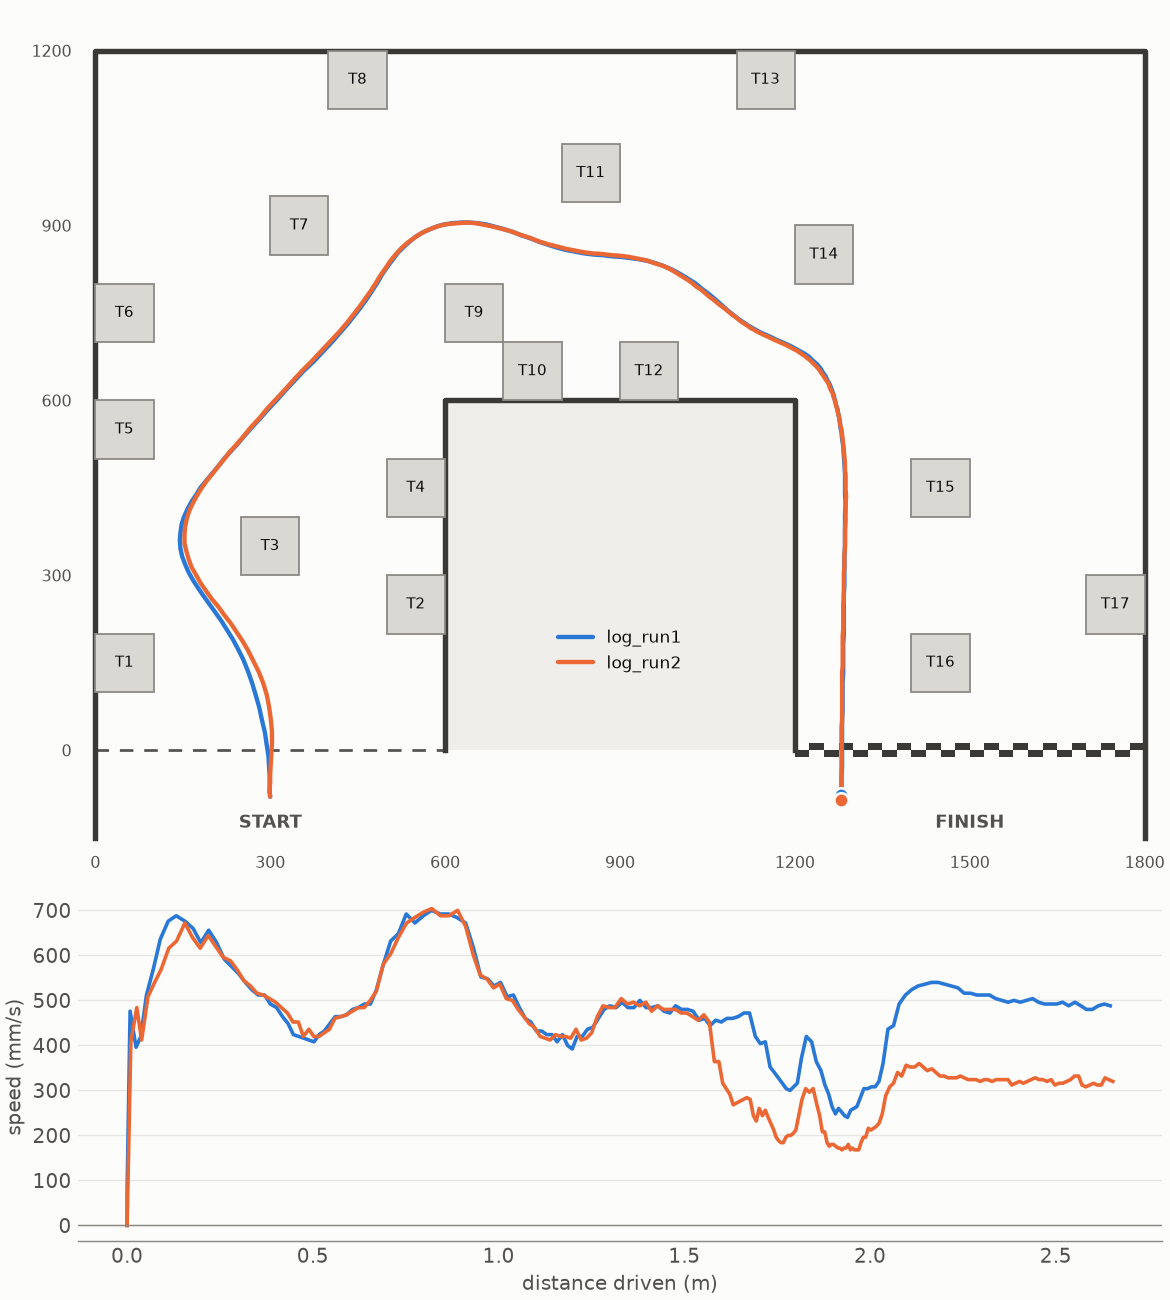 1200
T8
T13
T11
T7
T14
900
T6
T9
T10
T12
600
T5
T4
T15
T3
300
T2
T17
log_run1
T1
log_run2
T16
0
START
FINISH
0 300 600 900 1200 1500 1800
700
600
500
400
300
200
100
0
speed (mm/s)
0.0 0.5 1.0 1.5 2.0 2.5
distance driven (m)